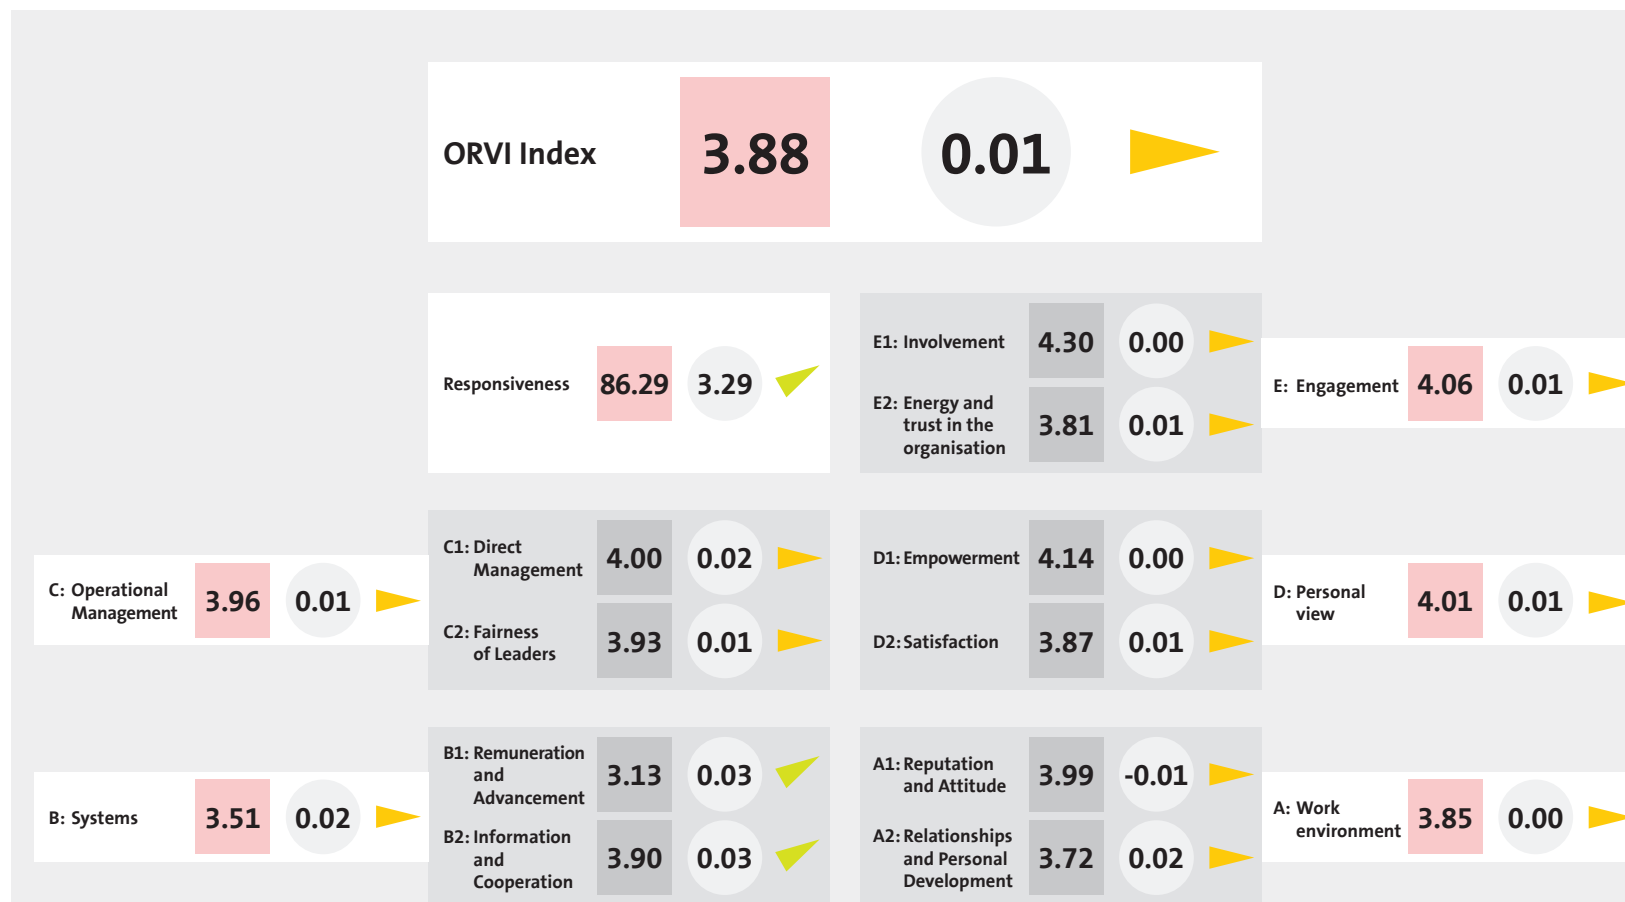 ORVI Index
3.88
0.01
Responsiveness
86.29
3.29
E1: Involvement
4.30
0.00
E2: Energy and
trust in the
organisation
3.81
0.01
E: Engagement
4.06
0.01
C: Operational
Management
3.96
0.01
C1: Direct
Management
4.00
0.02
C2: Fairness
of Leaders
3.93
0.01
D1: Empowerment
4.14
0.00
D2: Satisfaction
3.87
0.01
D: Personal
view
4.01
0.01
B: Systems
3.51
0.02
B1: Remuneration
and
Advancement
3.13
0.03
B2: Information
and
Cooperation
3.90
0.03
A1: Reputation
and Attitude
3.99
-0.01
A2: Relationships
and Personal
Development
3.72
0.02
A: Work
environment
3.85
0.00